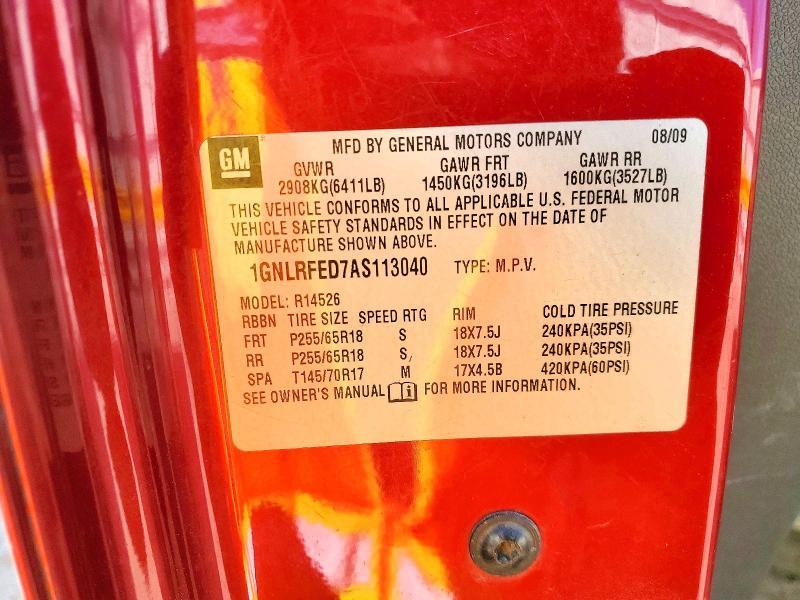 GM
MFD BY GENERAL MOTORS COMPANY 08/09
GVWR GAWR FRT GAWR RR
2908KG(6411LB) 1450KG(3196LB) 1600KG(3527LB)
THIS VEHICLE CONFORMS TO ALL APPLICABLE U.S. FEDERAL MOTOR
VEHICLE SAFETY STANDARDS IN EFFECT ON THE DATE OF
MANUFACTURE SHOWN ABOVE.
1GNLRFED7AS113040 TYPE: M.P.V.
MODEL: R14526
RBBN TIRE SIZE SPEED RTG RIM COLD TIRE PRESSURE
FRT P255/65R18 S 18X7.5J 240KPA(35PSI)
RR P255/65R18 S 18X7.5J 240KPA(35PSI)
SPA T145/70R17 M 17X4.5B 420KPA(60PSI)
SEE OWNER'S MANUAL FOR MORE INFORMATION.